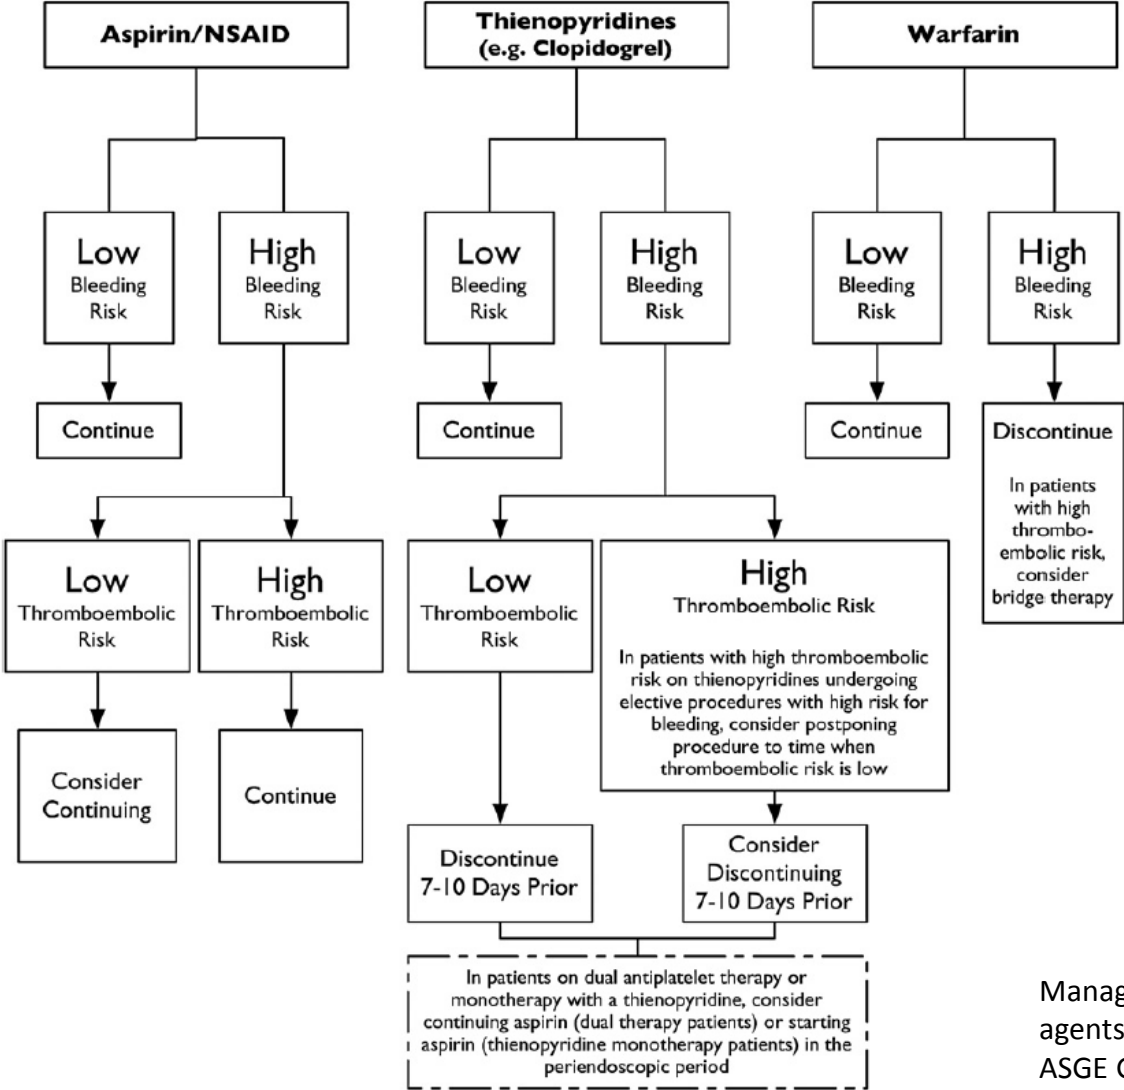 Aspirin/NSAID
Thienopyridines
(e.g. Clopidogrel)
Warfarin
Low
Bleeding
Risk
High
Bleeding
Risk
Low
Bleeding
Risk
High
Bleeding
Risk
Low
Bleeding
Risk
High
Bleeding
Risk
Continue
Continue
Continue
Discontinue
In patients
with high
thrombo-
embolic risk,
consider
bridge therapy
Low
Thromboembolic
Risk
High
Thromboembolic
Risk
Low
Thromboembolic
Risk
High
Thromboembolic Risk
In patients with high thromboembolic
risk on thienopyridines undergoing
elective procedures with high risk for
bleeding, consider postponing
procedure to time when
thromboembolic risk is low
Consider
Continuing
Continue
Discontinue
7-10 Days Prior
Consider
Discontinuing
7-10 Days Prior
In patients on dual antiplatelet therapy or
monotherapy with a thienopyridine, consider
continuing aspirin (dual therapy patients) or starting
aspirin (thienopyridine monotherapy patients) in the
periendoscopic period
agents
ASGE